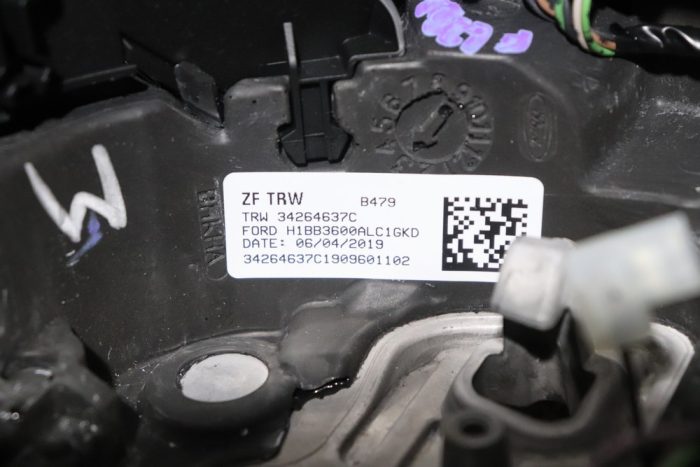 ZF TRW B479
TRW 34264637C
FORD H1BB3600ALC1GKD
DATE: 06/04/2019
34264637C1909601102
W